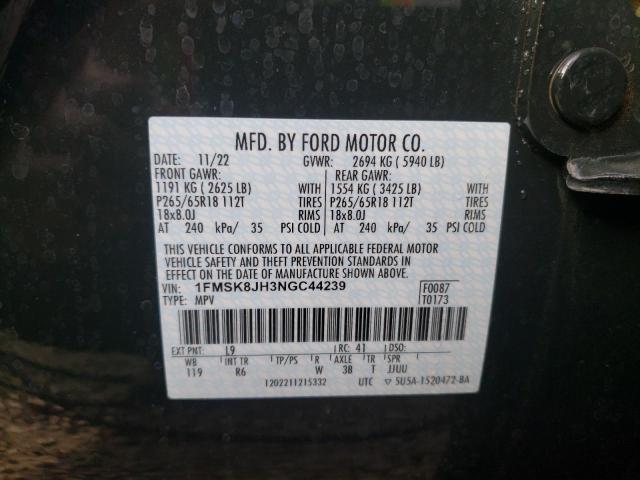 MFD. BY FORD MOTOR CO.
DATE: 11/22 GVWR: 2694 KG ( 5940 LB)
FRONT GAWR: REAR GAWR:
1191 KG ( 2625 LB) WITH 1554 KG ( 3425 LB) WITH
P265/65R18 112T TIRES P265/65R18 112T TIRES
18x8.0J RIMS 18x8.0J RIMS
AT 240 kPa/ 35 PSI COLD AT 240 kPa/ 35 PSI COLD
THIS VEHICLE CONFORMS TO ALL APPLICABLE FEDERAL MOTOR
VEHICLE SAFETY AND THEFT PREVENTION STANDARDS IN
EFFECT ON THE DATE OF MANUFACTURE SHOWN ABOVE.
VIN: 1FMSK8JH3NGC44239 F0087
TYPE: MPV T0173
EXT PNT: L9 RC: 41 DSO:
WB INT TR TP/PS R AXLE TR SPR
119 R6 W 38 T JJUU
1202211215332 UTC ▽ 5U5A-1520472-BA